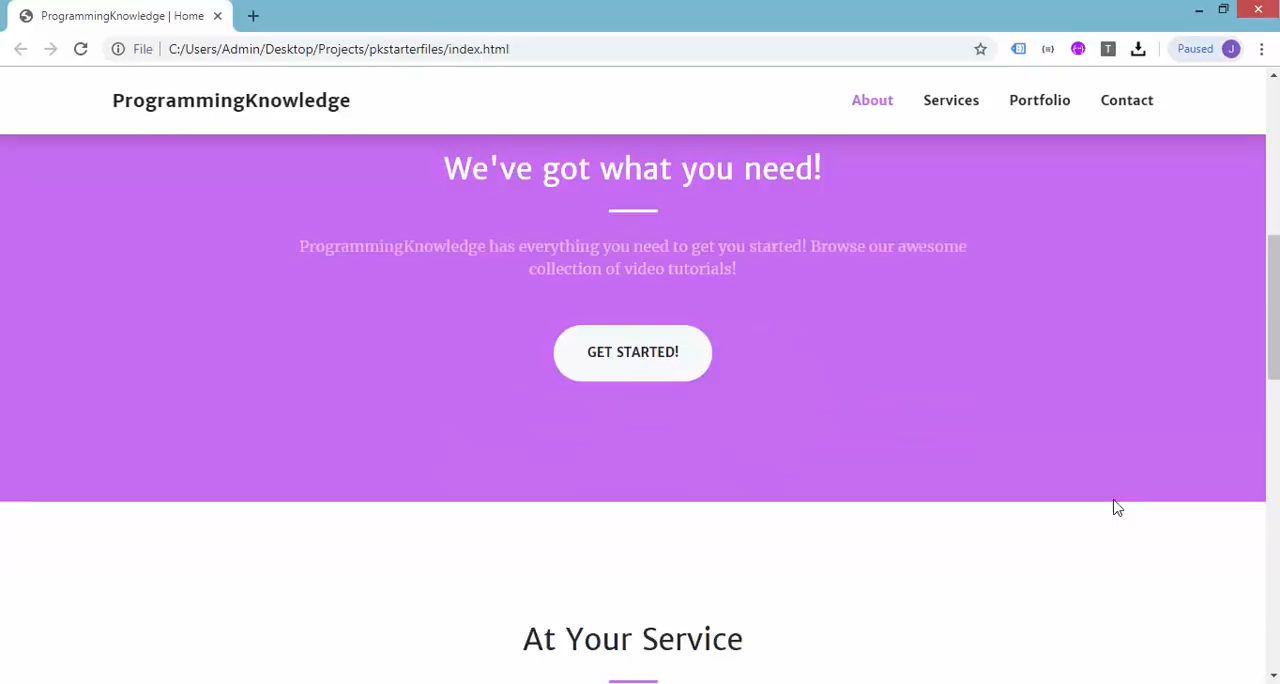 ProgrammingKnowledge | Home
File C:/Users/Admin/Desktop/Projects/pkstarterfiles/index.html
T
Paused J
ProgrammingKnowledge
About Services Portfolio Contact
We've got what you need!
ProgrammingKnowledge has everything you need to get you started! Browse our awesome
collection of video tutorials!
GET STARTED!
At Your Service